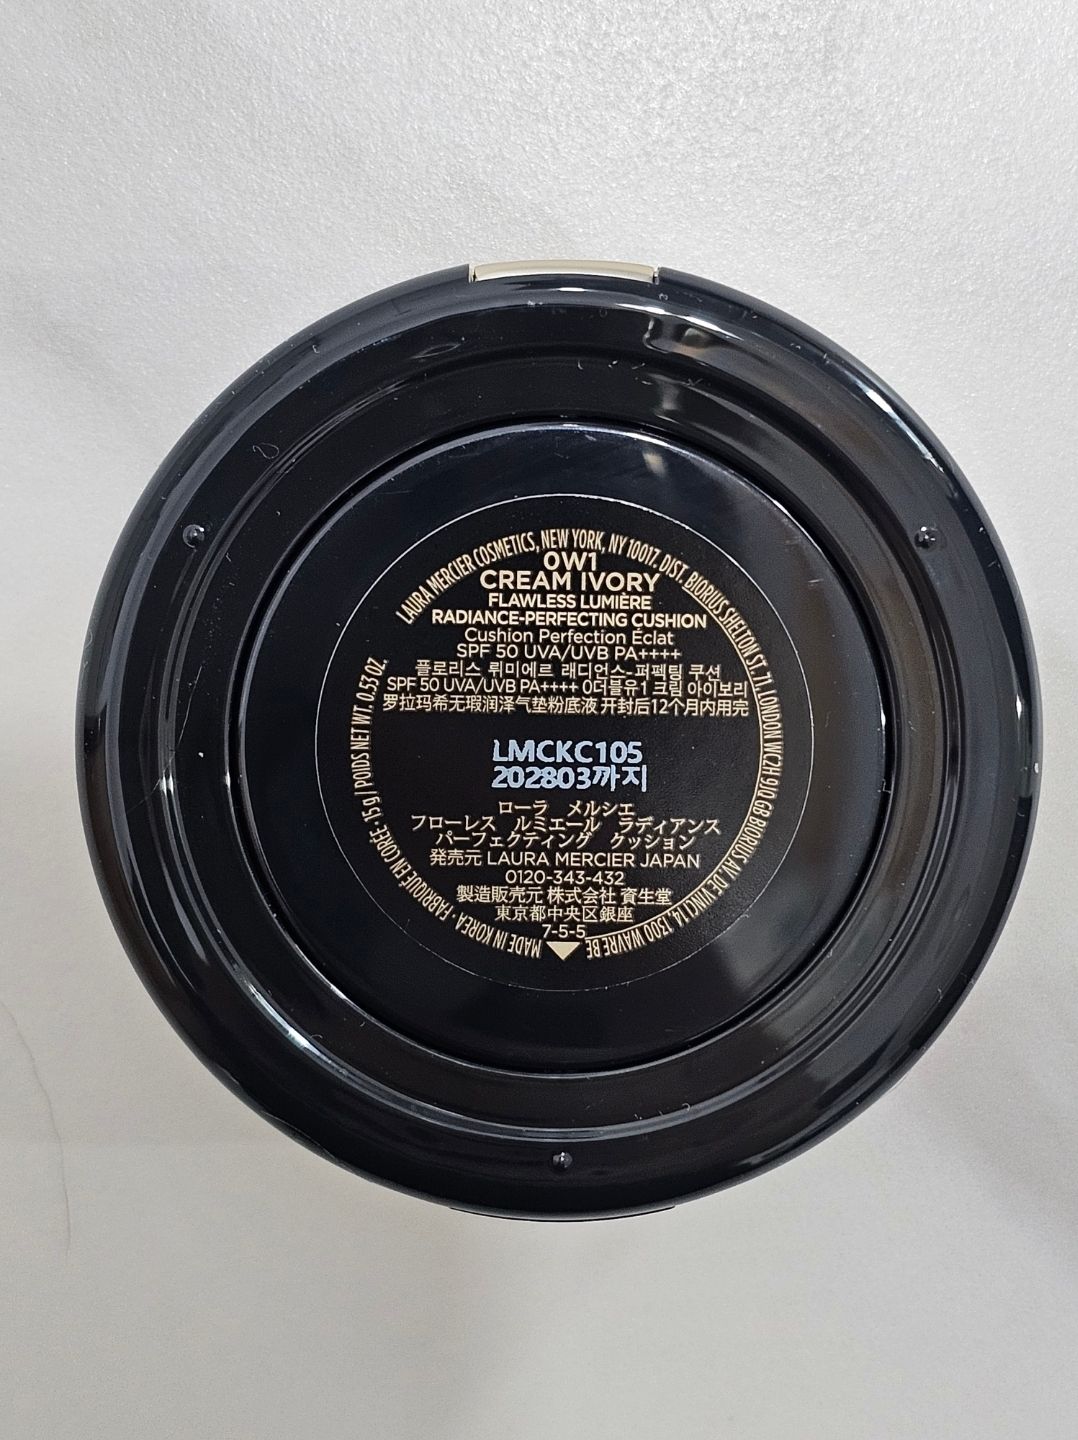 LAURA MERCIER COSMETICS, NEW YORK, NY 10017. DIST. BIORIUS SHELTON ST. 71, LONDON WC2H 9JQ GB BIORIUS AV. DE VINCI 14, 1300 WAVRE BE
0W1
CREAM IVORY
FLAWLESS LUMIÈRE
RADIANCE-PERFECTING CUSHION
Cushion Perfection Éclat
SPF 50 UVA/UVB PA++++
플로리스 뤼미에르 래디언스-퍼펙팅 쿠션
SPF 50 UVA/UVB PA++++ 0더블유1 크림 아이보리
罗拉玛希无瑕润泽气垫粉底液 开封后12个月内用完
LMCKC105
202803까지
ローラ メルシエ
フローレス ルミエール ラディアンス
パーフェクティング クッション
発売元 LAURA MERCIER JAPAN
0120-343-432
製造販売元 株式会社 資生堂
東京都中央区銀座
7-5-5
MADE IN KOREA · FABRIQUÉ EN CORÉE · 15 g | POIDS NET WT. 0.53 OZ.